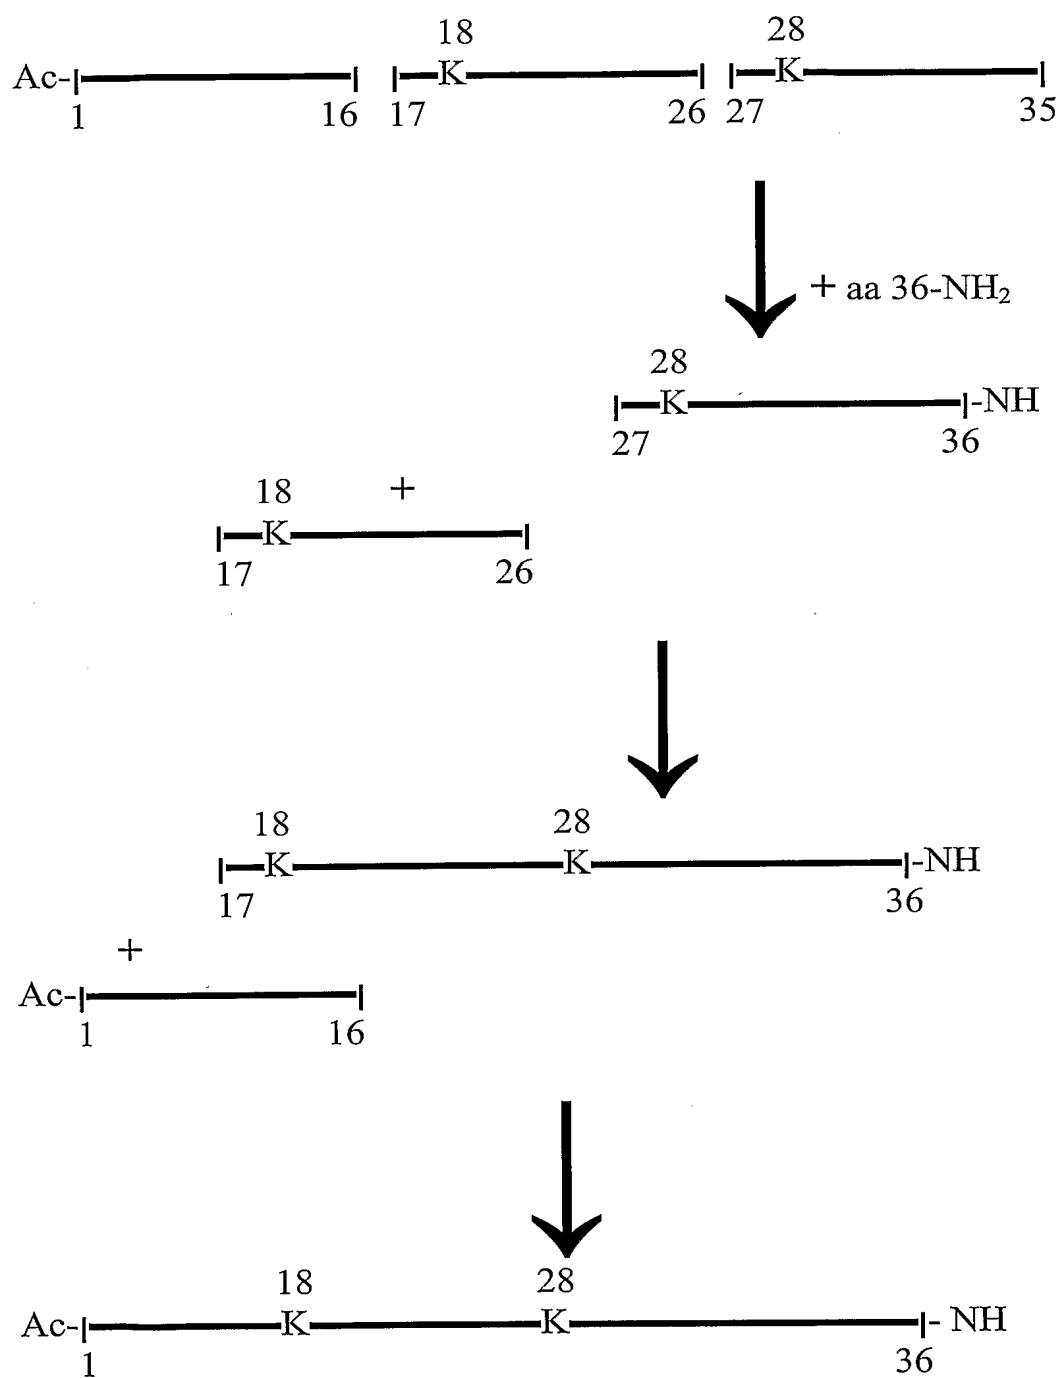 18 28
Ac- K K
1 16 17 26 27 35
+ aa 36-NH₂
28
K -NH
27 36
18 +
K
17 26
18 28
K K -NH
17 36
+
Ac-
1 16
18 28
Ac- K K - NH
1 36